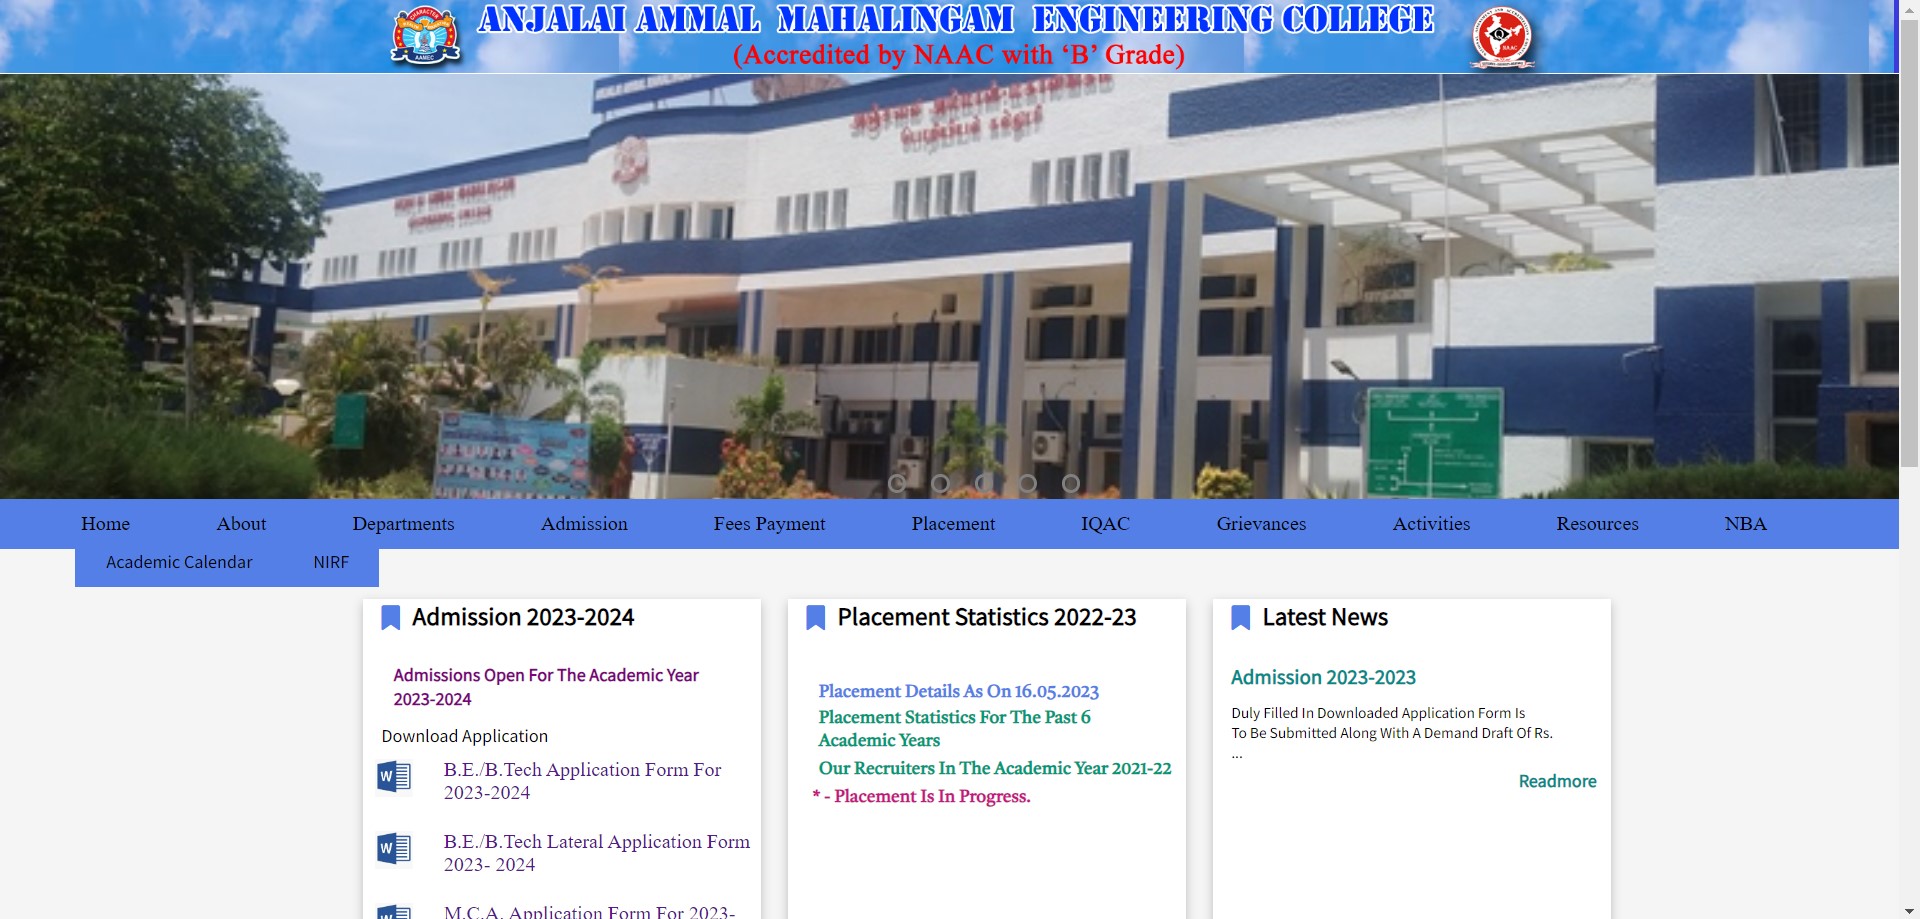 ANJALAI AMMAL MAHALINGAM ENGINEERING COLLEGE
(Accredited by NAAC with ‘B’ Grade)
CHARACTER
AAMEC
NAAC
பொறியியல் கல்லூரி
Home About Departments Admission Fees Payment Placement IQAC Grievances Activities Resources NBA
Academic Calendar NIRF
Admission 2023-2024
Admissions Open For The Academic Year
2023-2024
Download Application
B.E./B.Tech Application Form For
2023-2024
B.E./B.Tech Lateral Application Form
2023- 2024
M.C.A. Application Form For 2023-
Placement Statistics 2022-23
Placement Details As On 16.05.2023
Placement Statistics For The Past 6
Academic Years
Our Recruiters In The Academic Year 2021-22
* - Placement Is In Progress.
Latest News
Admission 2023-2023
Duly Filled In Downloaded Application Form Is
To Be Submitted Along With A Demand Draft Of Rs.
...
Readmore